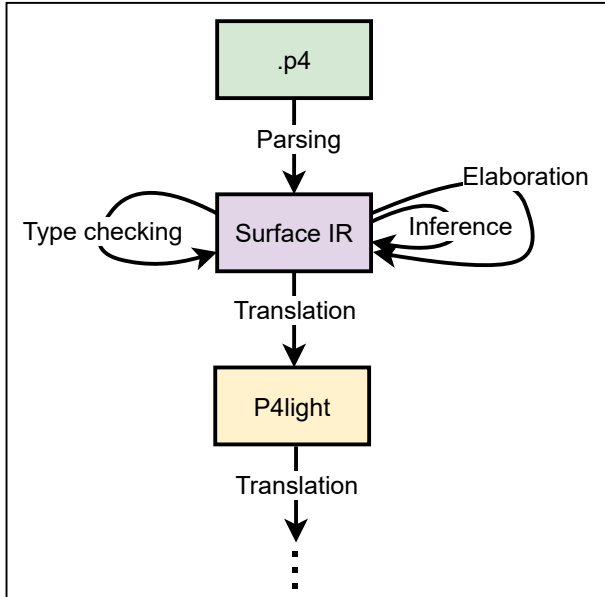 .p4
Parsing
Elaboration
Type checking
Surface IR
Inference
Translation
P4light
Translation